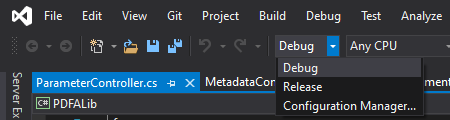 File Edit View Project Build Debug Test Analyze
Debug Any CPU
Debug
ParameterController.cs MetadataCon
Release
PDFALib
Configuration Manager...
Server Ex